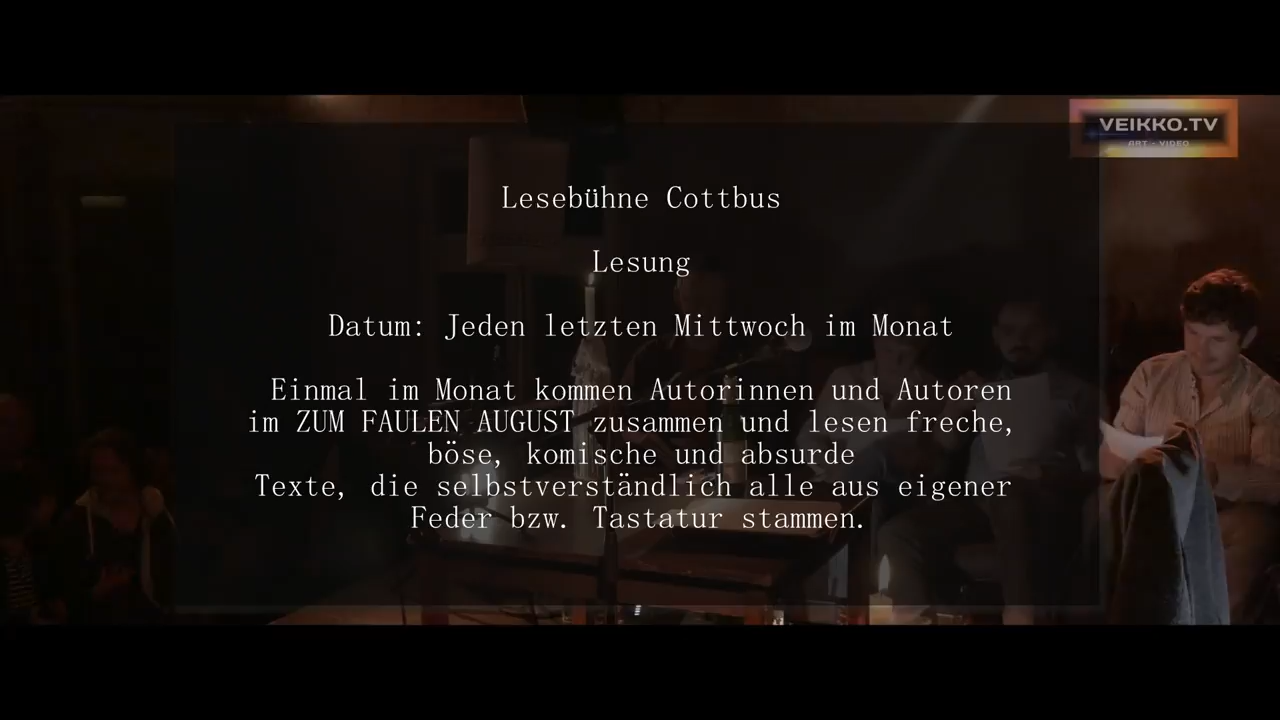 VEIKKO.TV
ART - VIDEO
Lesebühne Cottbus
Lesung
Datum: Jeden letzten Mittwoch im Monat
Einmal im Monat kommen Autorinnen und Autoren
im ZUM FAULEN AUGUST zusammen und lesen freche,
böse, komische und absurde
Texte, die selbstverständlich alle aus eigener
Feder bzw. Tastatur stammen.